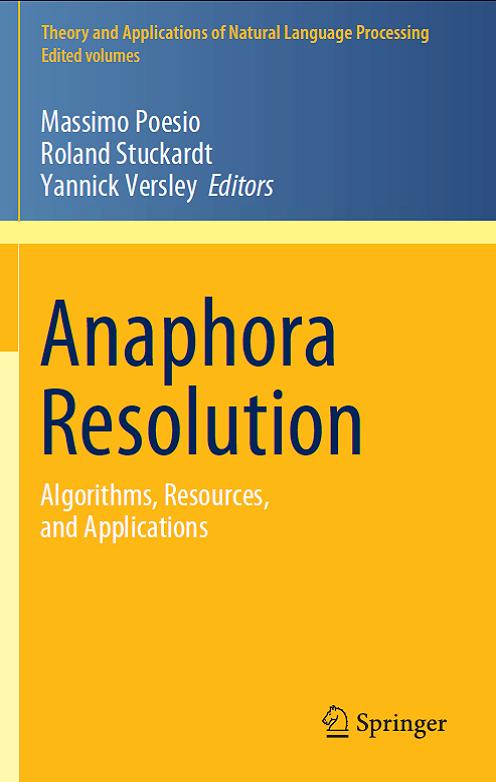 Theory and Applications of Natural Language Processing
Edited volumes
Massimo Poesio
Roland Stuckardt
Yannick Versley Editors
Anaphora
Resolution
Algorithms, Resources,
and Applications
Springer